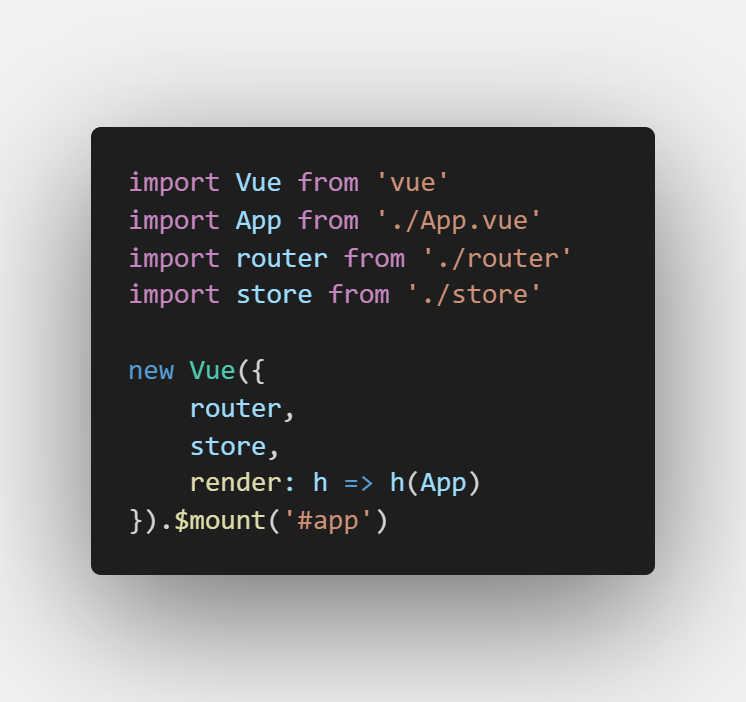 import Vue from 'vue'
import App from './App.vue'
import router from './router'
import store from './store'

new Vue({
    router,
    store,
    render: h => h(App)
}).$mount('#app')